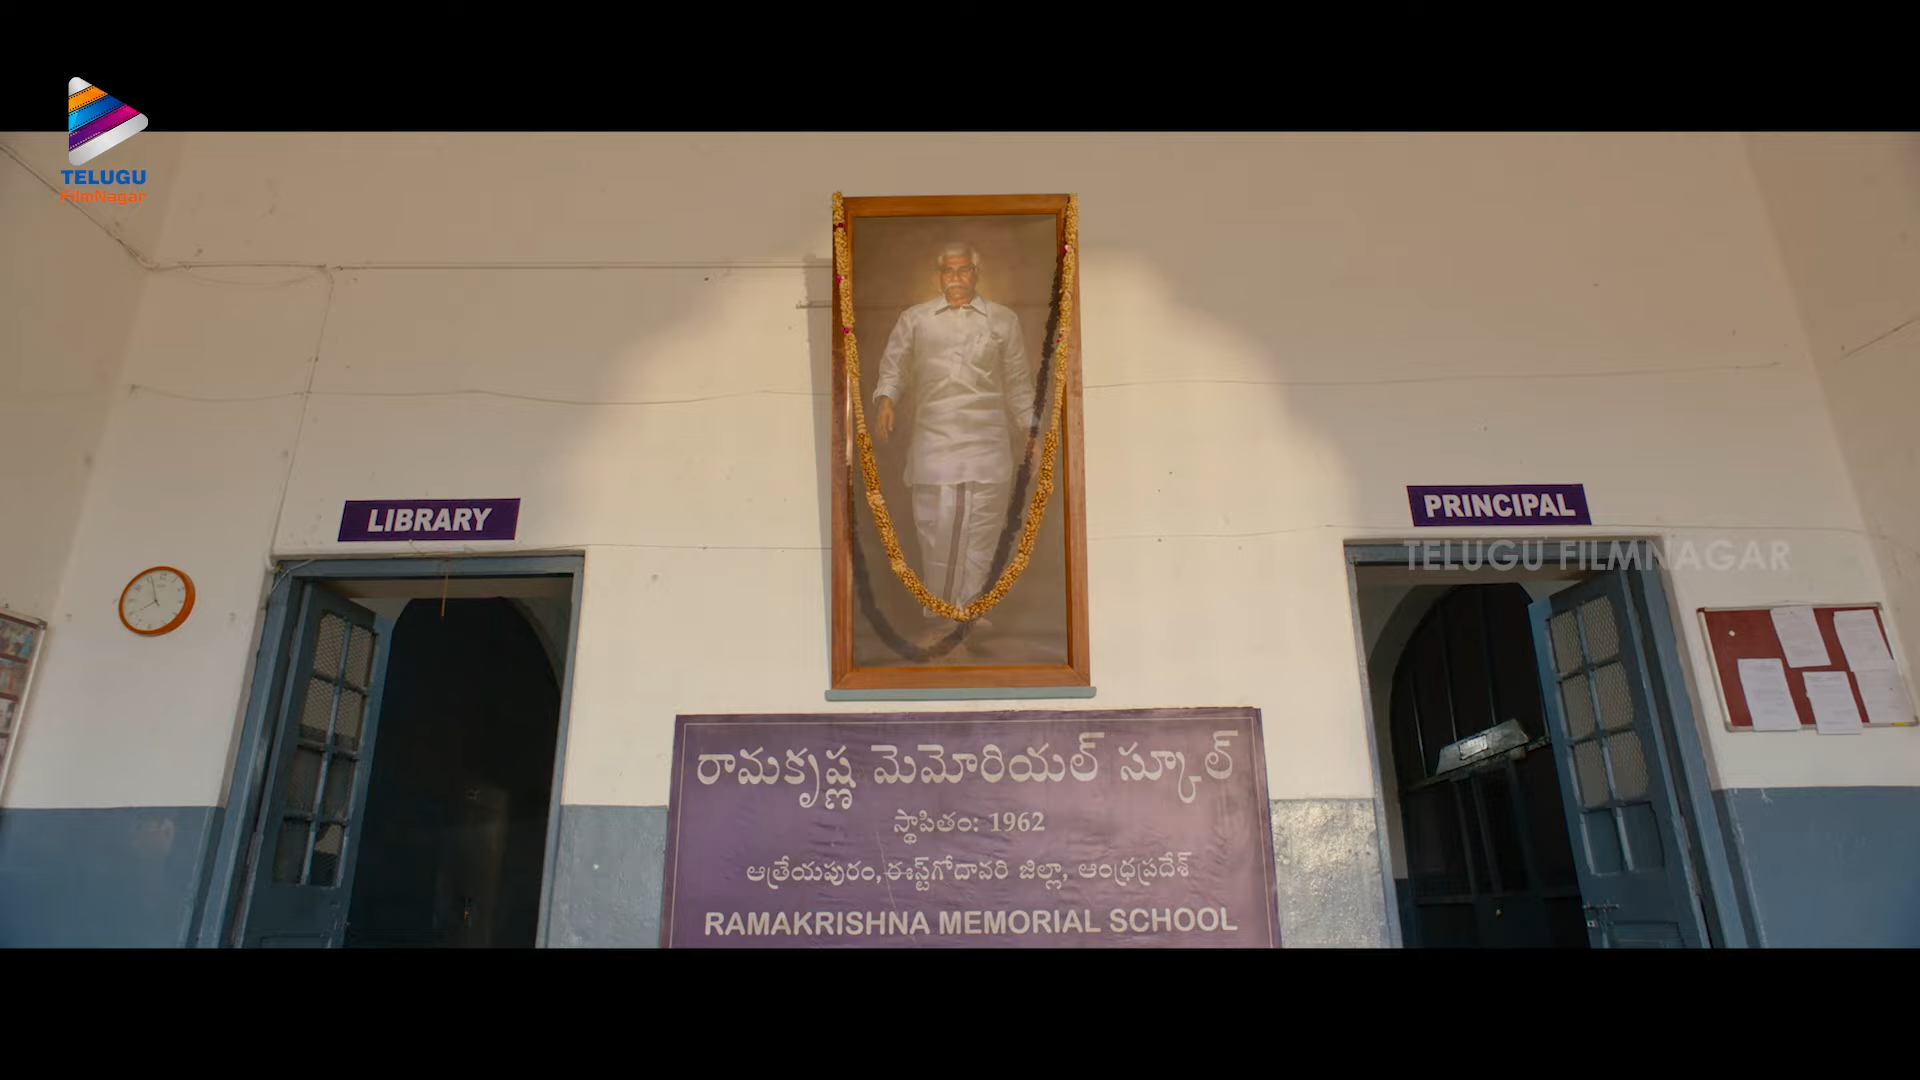 TELUGU
FilmNagar
LIBRARY
PRINCIPAL
TELUGU FILMNAGAR
రామకృష్ణ మెమోరియల్ స్కూల్
స్థాపితం: 1962
ఆత్రేయపురం,ఈస్ట్‌గోదావరి జిల్లా, ఆంధ్రప్రదేశ్
RAMAKRISHNA MEMORIAL SCHOOL